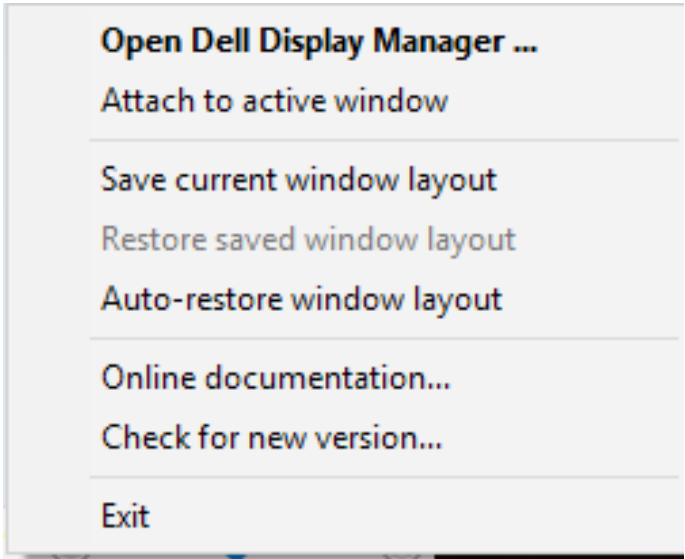 Open Dell Display Manager ...
Attach to active window
Save current window layout
Restore saved window layout
Auto-restore window layout
Online documentation...
Check for new version...
Exit